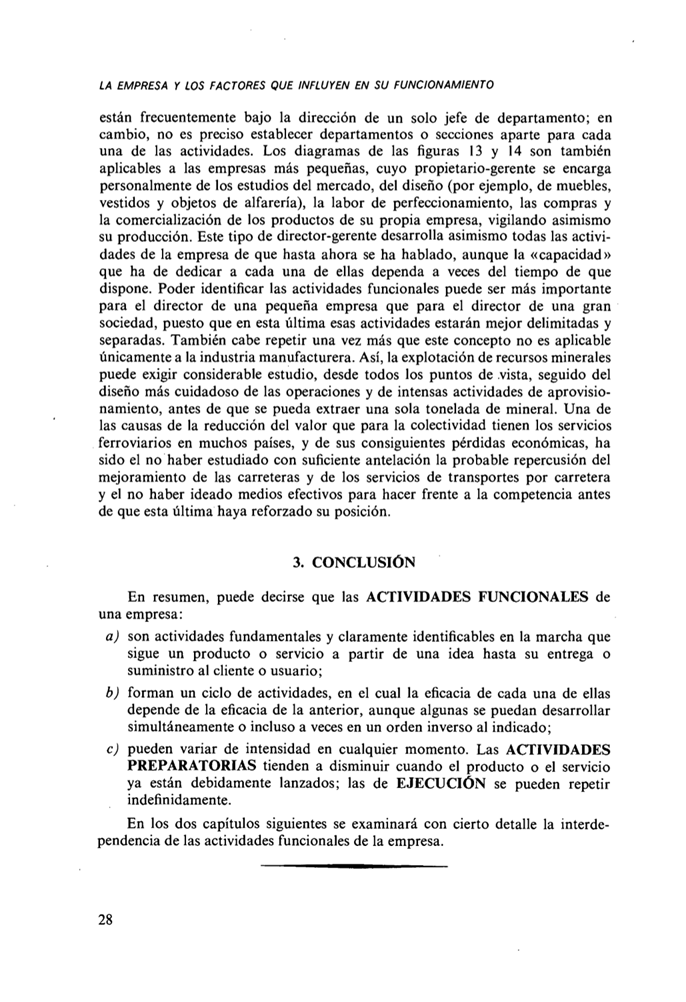 LA EMPRESA Y LOS FACTORES QUE INFLUYEN EN SU FUNCIONAMIENTO
están frecuentemente bajo la dirección de un solo jefe de departamento; en
cambio, no es preciso establecer departamentos o secciones aparte para cada
una de las actividades. Los diagramas de las figuras 13 y 14 son también
aplicables a las empresas más pequeñas, cuyo propietario-gerente se encarga
personalmente de los estudios del mercado, del diseño (por ejemplo, de muebles,
vestidos y objetos de alfarería), la labor de perfeccionamiento, las compras y
la comercialización de los productos de su propia empresa, vigilando asimismo
su producción. Este tipo de director-gerente desarrolla asimismo todas las activi-
dades de la empresa de que hasta ahora se ha hablado, aunque la «capacidad»
que ha de dedicar a cada una de ellas dependa a veces del tiempo de que
dispone. Poder identificar las actividades funcionales puede ser más importante
para el director de una pequeña empresa que para el director de una gran
sociedad, puesto que en esta última esas actividades estarán mejor delimitadas y
separadas. También cabe repetir una vez más que este concepto no es aplicable
únicamente a la industria manufacturera. Así, la explotación de recursos minerales
puede exigir considerable estudio, desde todos los puntos de vista, seguido del
diseño más cuidadoso de las operaciones y de intensas actividades de aprovisio-
namiento, antes de que se pueda extraer una sola tonelada de mineral. Una de
las causas de la reducción del valor que para la colectividad tienen los servicios
ferroviarios en muchos países, y de sus consiguientes pérdidas económicas, ha
sido el no haber estudiado con suficiente antelación la probable repercusión del
mejoramiento de las carreteras y de los servicios de transportes por carretera
y el no haber ideado medios efectivos para hacer frente a la competencia antes
de que esta última haya reforzado su posición.
3. CONCLUSIÓN
En resumen, puede decirse que las ACTIVIDADES FUNCIONALES de
una empresa:
a) son actividades fundamentales y claramente identificables en la marcha que
sigue un producto o servicio a partir de una idea hasta su entrega o
suministro al cliente o usuario;
b) forman un ciclo de actividades, en el cual la eficacia de cada una de ellas
depende de la eficacia de la anterior, aunque algunas se puedan desarrollar
simultáneamente o incluso a veces en un orden inverso al indicado;
c) pueden variar de intensidad en cualquier momento. Las ACTIVIDADES
PREPARATORIAS tienden a disminuir cuando el producto o el servicio
ya están debidamente lanzados; las de EJECUCIÓN se pueden repetir
indefinidamente.
En los dos capítulos siguientes se examinará con cierto detalle la interde-
pendencia de las actividades funcionales de la empresa.
28